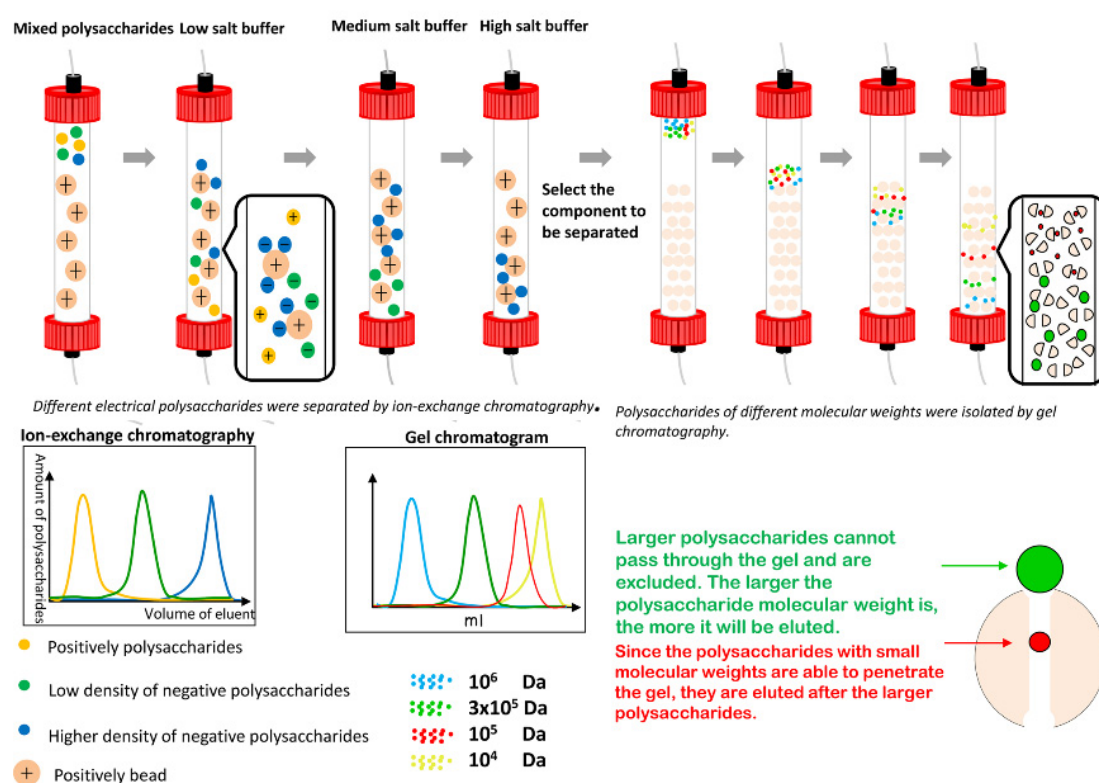 Mixed polysaccharides
Low salt buffer
Medium salt buffer
High salt buffer
Select the
component to
be separated
Different electrical polysaccharides were separated by ion-exchange chromatography.
Polysaccharides of different molecular weights were isolated by gel
chromatography.
Ion-exchange chromatography
Amount of polysaccharides
Volume of eluent
Gel chromatogram
ml
Positively polysaccharides
Low density of negative polysaccharides
Higher density of negative polysaccharides
+ Positively bead
10⁶ Da
3x10⁵ Da
10⁵ Da
10⁴ Da
Larger polysaccharides cannot
pass through the gel and are
excluded. The larger the
polysaccharide molecular weight is,
the more it will be eluted.
Since the polysaccharides with small
molecular weights are able to penetrate
the gel, they are eluted after the larger
polysaccharides.